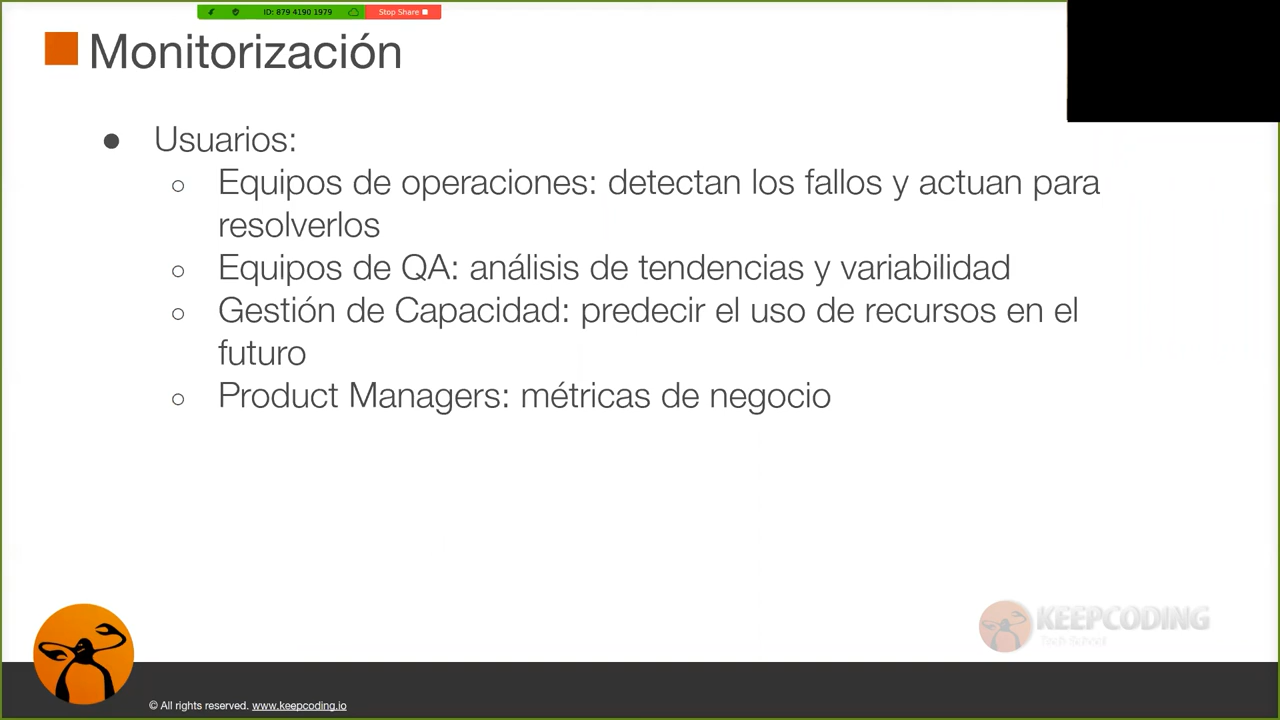 ID: 879 4190 1979
Stop Share
Monitorización
● Usuarios:
○ Equipos de operaciones: detectan los fallos y actuan para
resolverlos
○ Equipos de QA: análisis de tendencias y variabilidad
○ Gestión de Capacidad: predecir el uso de recursos en el
futuro
○ Product Managers: métricas de negocio
KEEPCODING
Tech School
© All rights reserved. www.keepcoding.io